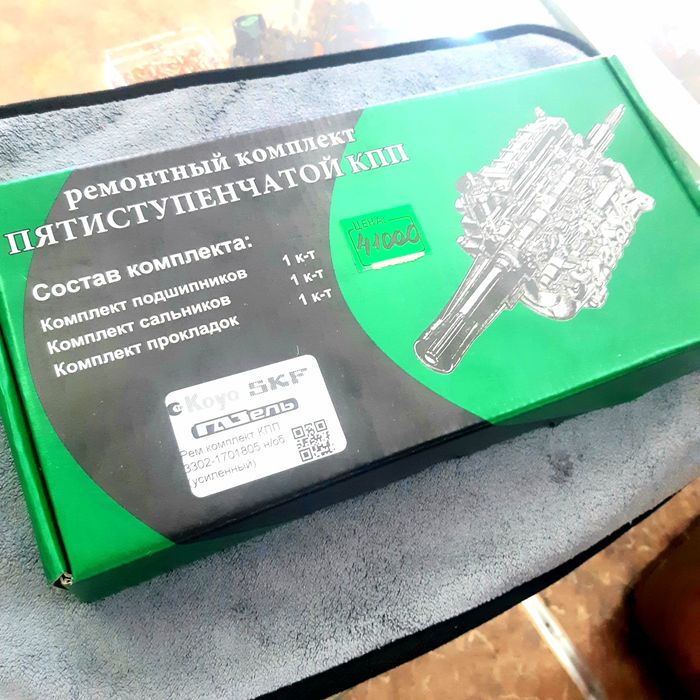 ремонтный комплект
ПЯТИСТУПЕНЧАТОЙ КПП
ЦЕНА
41000
Состав комплекта:
Комплект подшипников 1 к-т
Комплект сальников 1 к-т
Комплект прокладок 1 к-т
Koyo SKF
ГАЗЕЛЬ
Рем комплект КПП
3302-1701805 н/об
(усиленный)